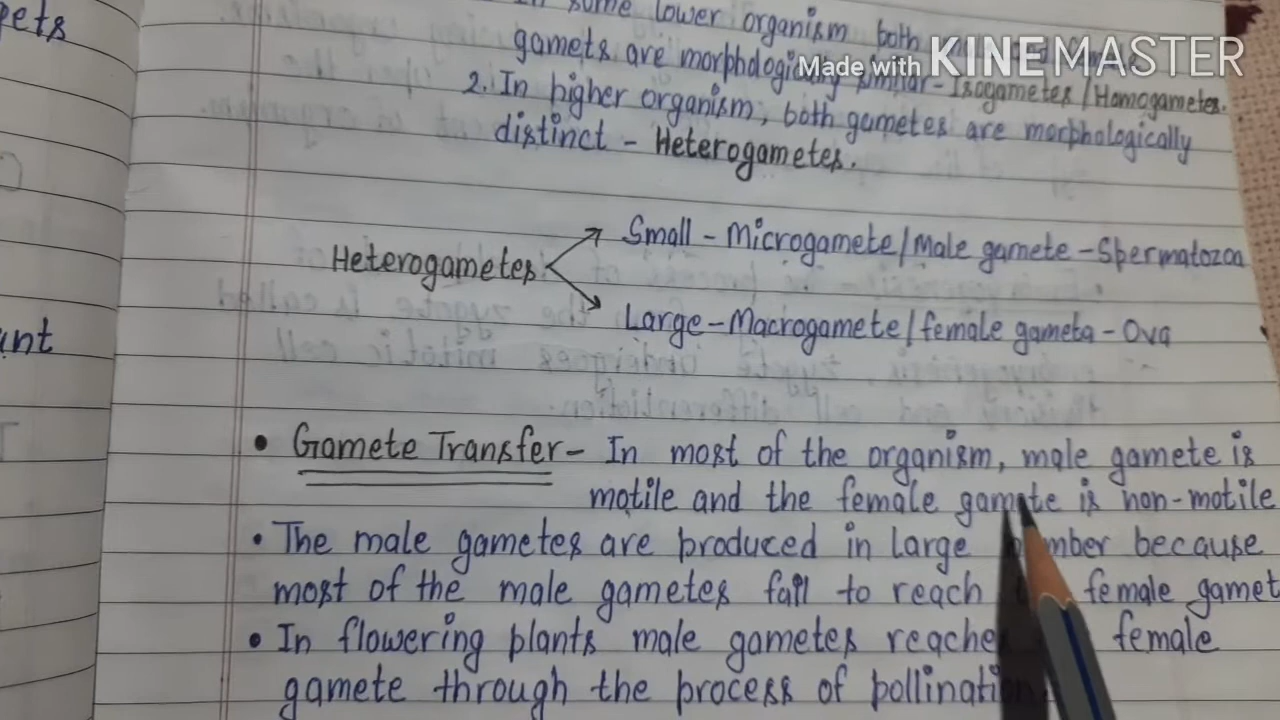 gets
unt
In some lower organism both
gamets are morphologically similar - Isogametes/Homogametes.
2. In higher organism, both gametes are morphologically
distinct - Heterogametes.
Heterogametes
Small - Microgamete/Male gamete - Spermatozoa
Large - Macrogamete/female gameta - Ova
• Gamete Transfer - In most of the organism, male gamete is
motile and the female gamete is non-motile
• The male gametes are produced in large number because
most of the male gametes fail to reach female gamet
• In flowering plants male gametes reache female
gamete through the process of pollination
Made with KINEMASTER